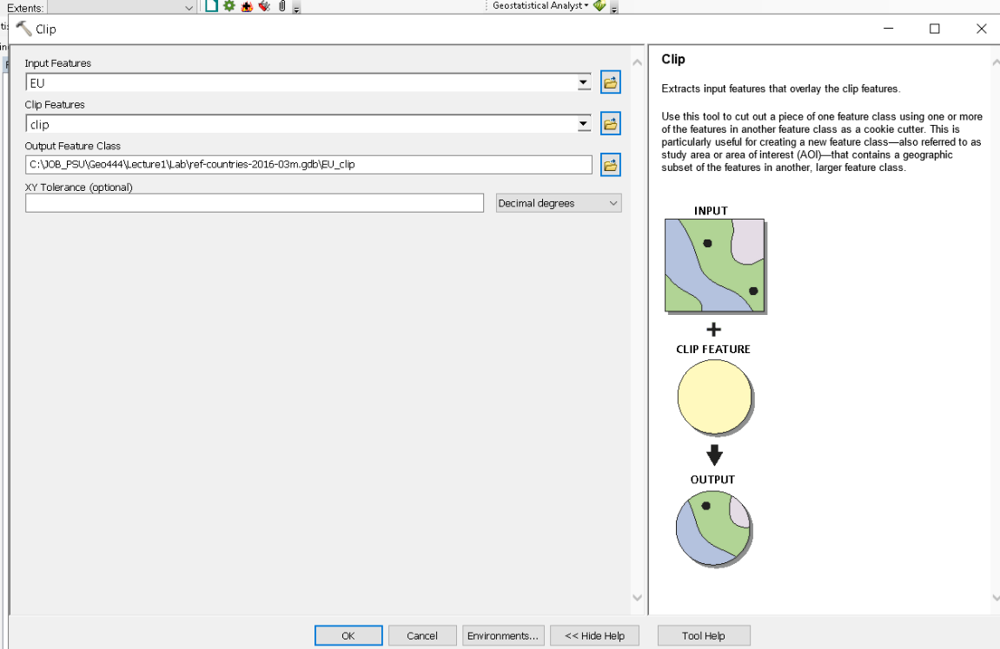 Extents:
Geostatistical Analyst
Clip
Input Features
EU
Clip Features
clip
Output Feature Class
C:\JOB_PSU\Geo444\Lecture1\Lab\ref-countries-2016-03m.gdb\EU_clip
XY Tolerance (optional)
Decimal degrees
OK
Cancel
Environments...
<< Hide Help
Tool Help
Clip
Extracts input features that overlay the clip features.
Use this tool to cut out a piece of one feature class using one or more
of the features in another feature class as a cookie cutter. This is
particularly useful for creating a new feature class—also referred to as
study area or area of interest (AOI)—that contains a geographic
subset of the features in another, larger feature class.
INPUT
+
CLIP FEATURE
OUTPUT